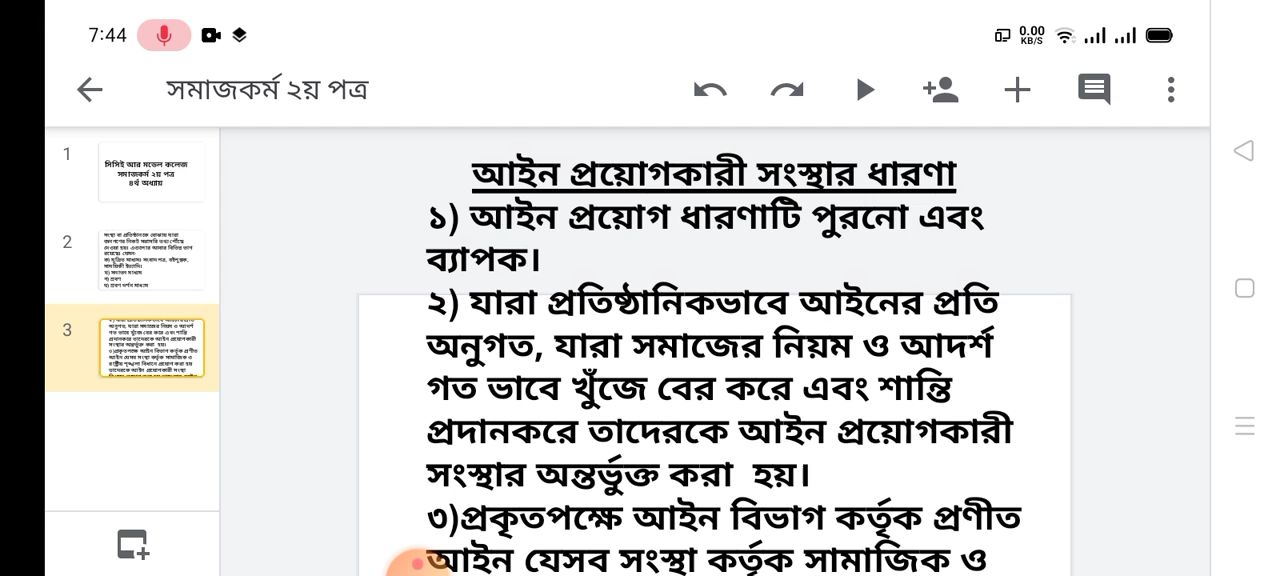 7:44
0.00
KB/S
সমাজকর্ম ২য় পত্র
1
সিসিই আর মডেল কলেজ
সমাজকর্ম ২য় পত্র
৪র্থ অধ্যায়
2
3
আইন প্রয়োগকারী সংস্থার ধারণা
১) আইন প্রয়োগ ধারণাটি পুরনো এবং
ব্যাপক।
২) যারা প্রতিষ্ঠানিকভাবে আইনের প্রতি
অনুগত, যারা সমাজের নিয়ম ও আদর্শ
গত ভাবে খুঁজে বের করে এবং শান্তি
প্রদানকরে তাদেরকে আইন প্রয়োগকারী
সংস্থার অন্তর্ভুক্ত করা  হয়।
৩)প্রকৃতপক্ষে আইন বিভাগ কর্তৃক প্রণীত
আইন যেসব সংস্থা কর্তৃক সামাজিক ও